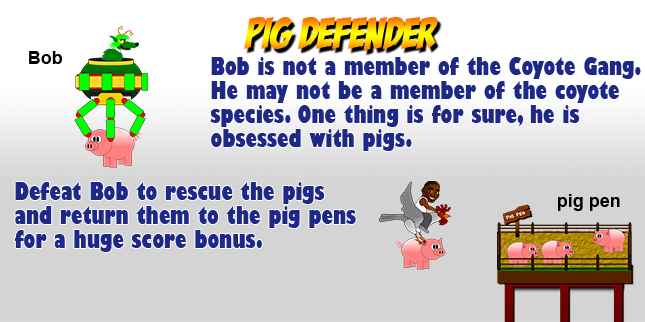 PIG DEFENDER
Bob
Bob is not a member of the Coyote Gang.
He may not be a member of the coyote
species. One thing is for sure, he is
obsessed with pigs.
Defeat Bob to rescue the pigs
and return them to the pig pens
for a huge score bonus.
pig pen
PIG PEN